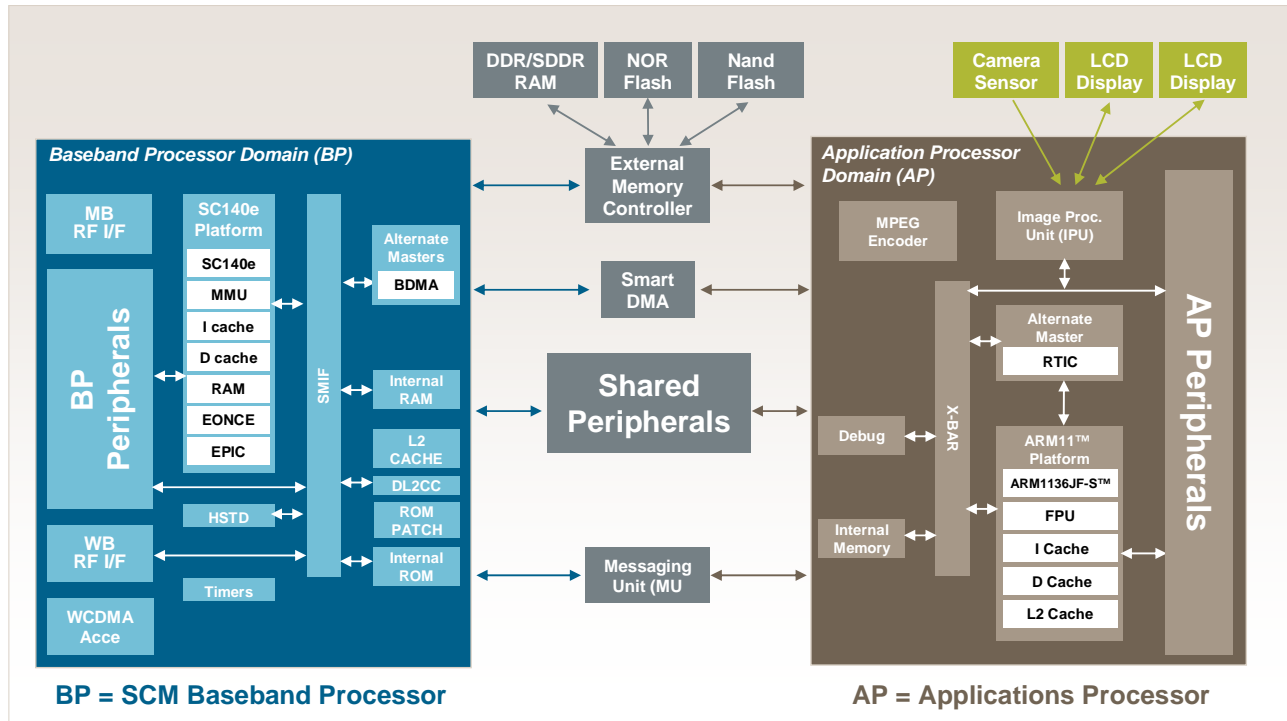 DDR/SDDR
RAM
NOR
Flash
Nand
Flash
Camera
Sensor
LCD
Display
LCD
Display
Baseband Processor Domain (BP)
MB
RF I/F
BP
Peripherals
WB
RF I/F
WCDMA
Acce
SC140e
Platform
SC140e
MMU
I cache
D cache
RAM
EONCE
EPIC
HSTD
Timers
SMIF
Alternate
Masters
BDMA
Internal
RAM
L2
CACHE
DL2CC
ROM
PATCH
Internal
ROM
External
Memory
Controller
Smart
DMA
Shared
Peripherals
Messaging
Unit (MU
Application Processor
Domain (AP)
MPEG
Encoder
Image Proc.
Unit (IPU)
X-BAR
Alternate
Master
RTIC
Debug
Internal
Memory
ARM11™
Platform
ARM1136JF-S™
FPU
I Cache
D Cache
L2 Cache
AP Peripherals
BP = SCM Baseband Processor
AP = Applications Processor